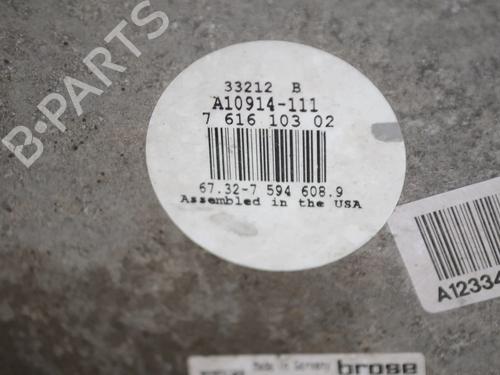 B-PARTS
33212 B
A10914-111
7 616 103 02
67.32-7 594 608.9
Assembled in the USA
A12334
Made in Germany
brose